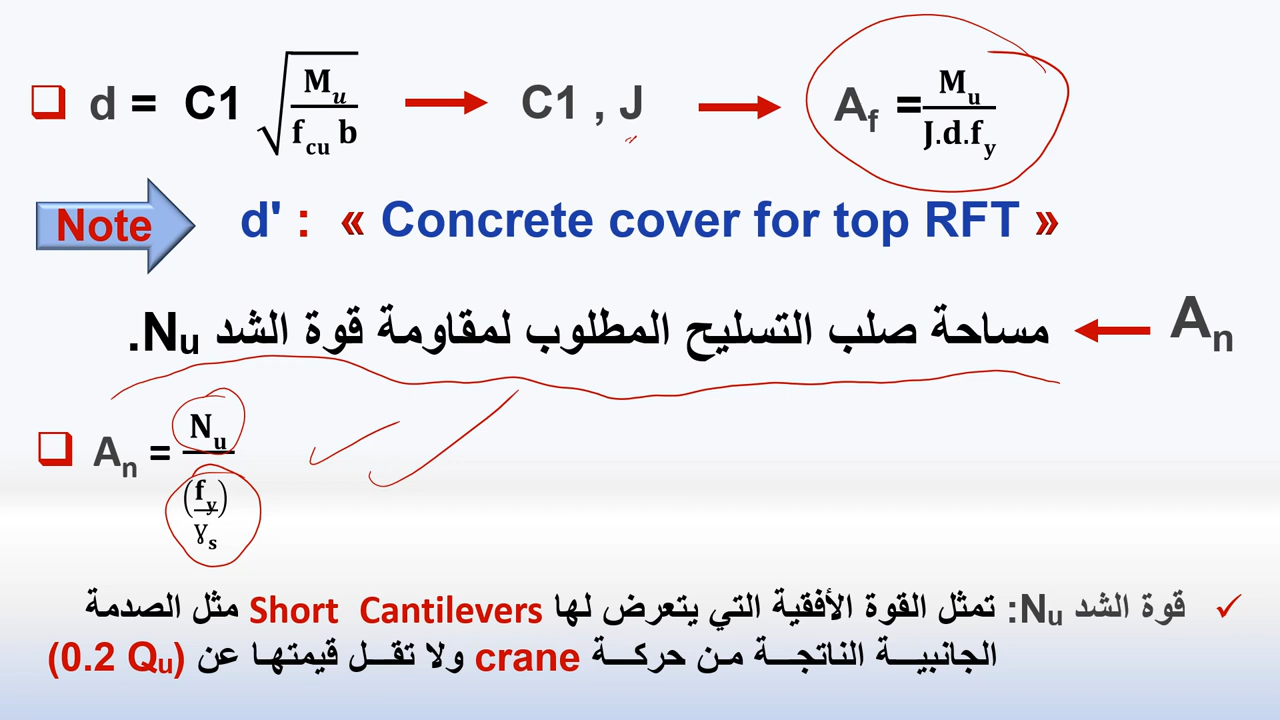 ❑ d = C1 √(Mu / fcu b) → C1 , J → Af = Mu / J.d.fy
Note d' : « Concrete cover for top RFT »
An ← مساحة صلب التسليح المطلوب لمقاومة قوة الشد Nu.
❑ An = Nu / (fy / ɣs)
✓ قوة الشد Nu: تمثل القوة الأفقية التي يتعرض لها Short Cantilevers مثل الصدمة
الجانبية الناتجة من حركة crane ولا تقل قيمتها عن (0.2 Qu)